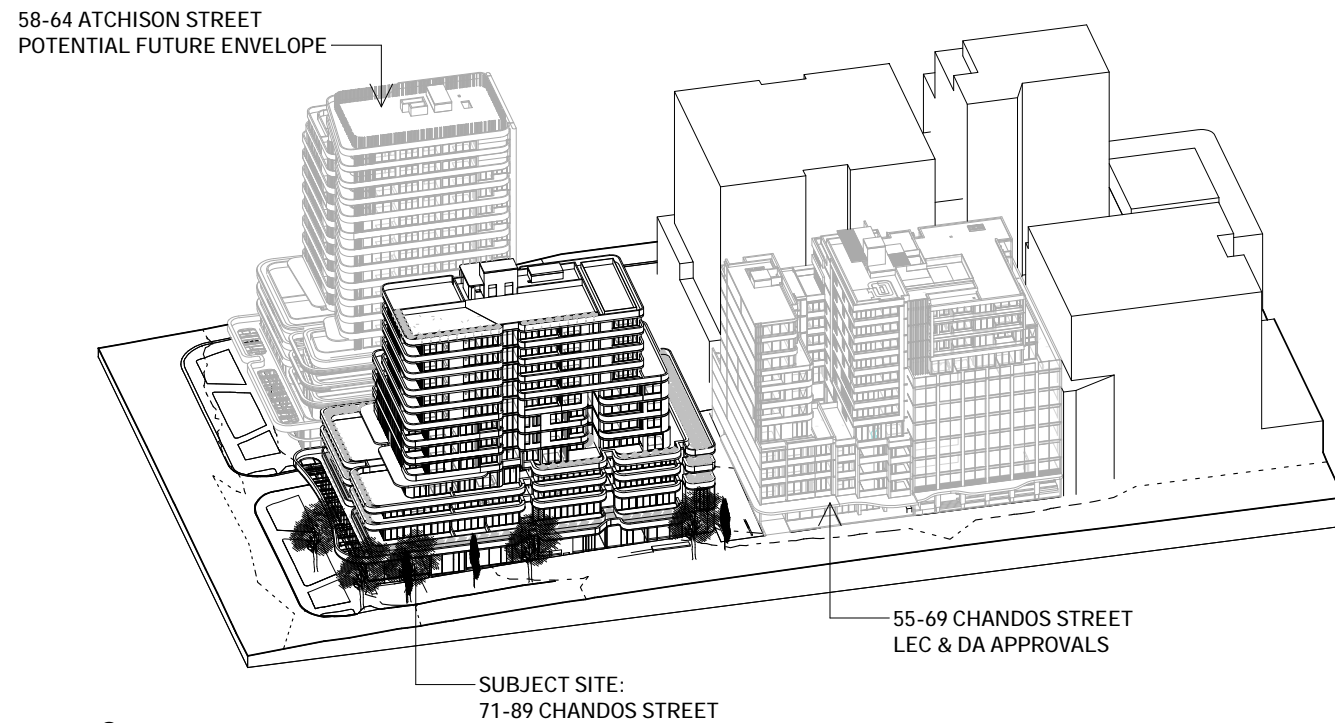 58-64 ATCHISON STREET
POTENTIAL FUTURE ENVELOPE
55-69 CHANDOS STREET
LEC & DA APPROVALS
SUBJECT SITE:
71-89 CHANDOS STREET